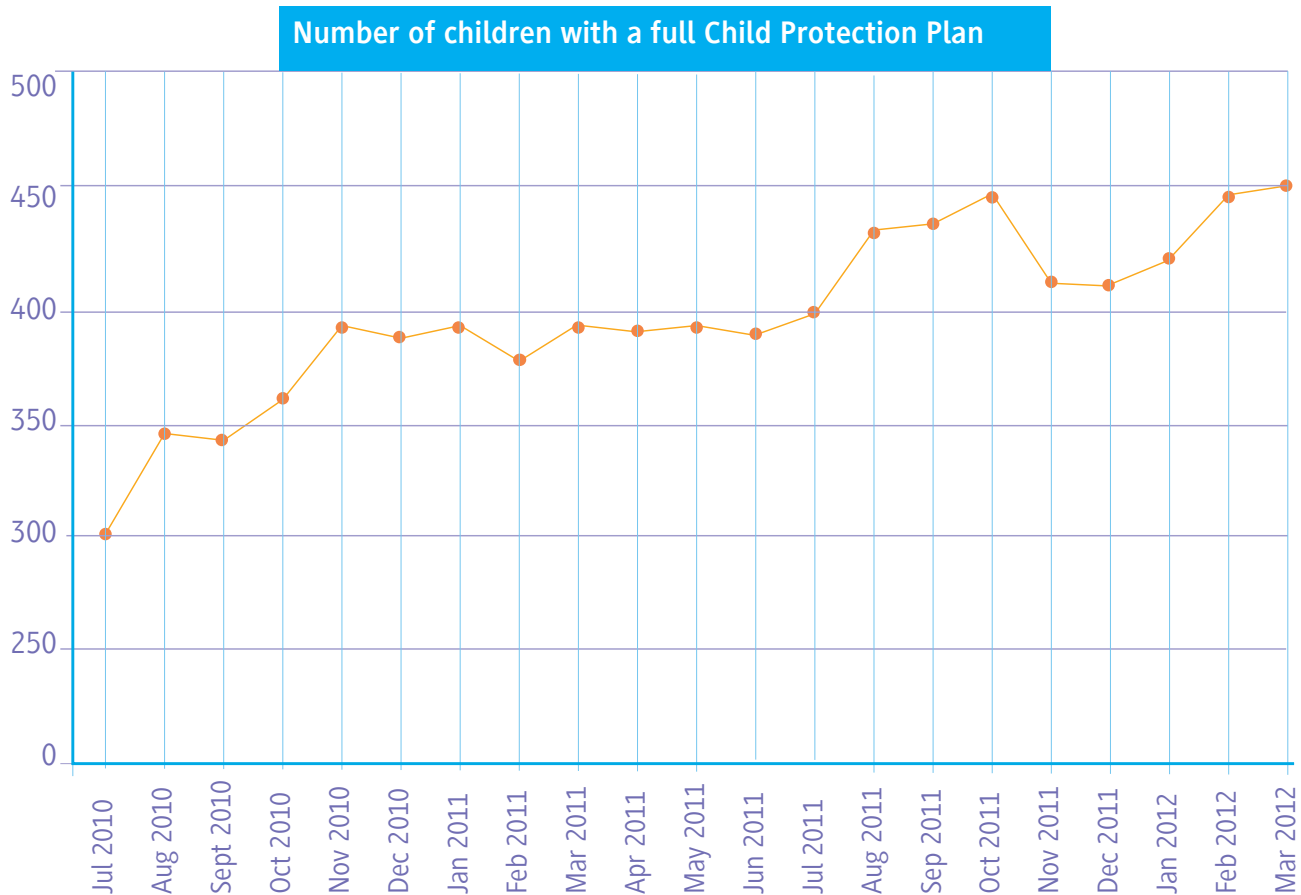 Number of children with a full Child Protection Plan
500
450
400
350
300
250
0
Jul 2010
Aug 2010
Sept 2010
Oct 2010
Nov 2010
Dec 2010
Jan 2011
Feb 2011
Mar 2011
Apr 2011
May 2011
Jun 2011
Jul 2011
Aug 2011
Sep 2011
Oct 2011
Nov 2011
Dec 2011
Jan 2012
Feb 2012
Mar 2012